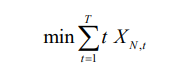 min ∑_{t=1}^{T} t X_{N,t}